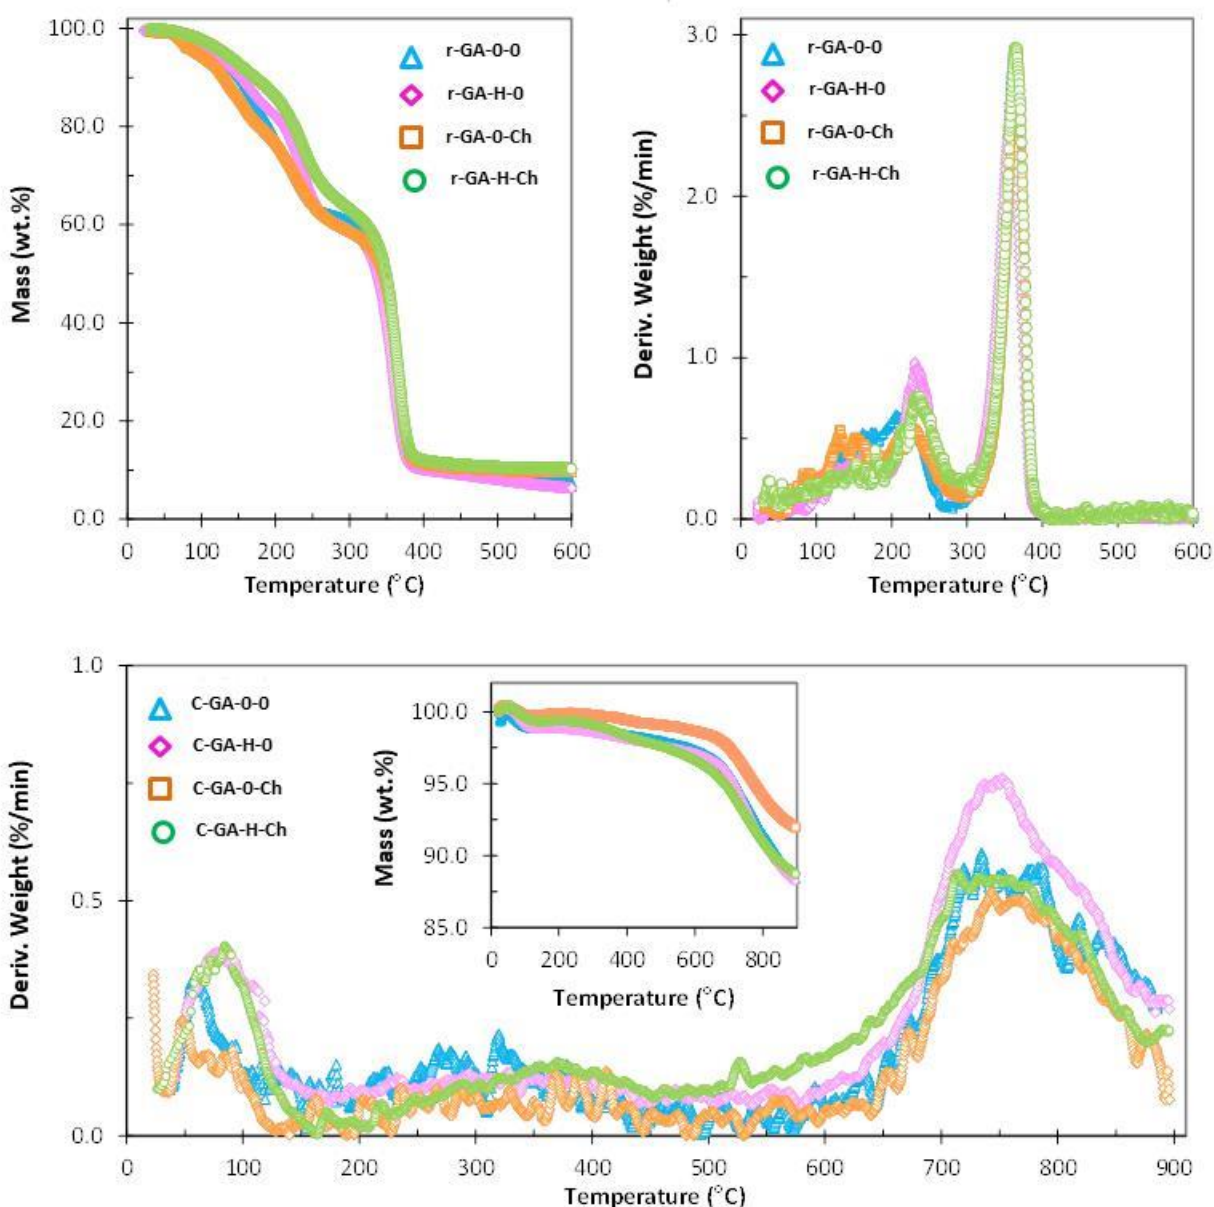 100.0
80.0
60.0
40.0
20.0
0.0
0 100 200 300 400 500 600
Mass (wt.%)
Temperature (°C)
r-GA-0-0
r-GA-H-0
r-GA-0-Ch
r-GA-H-Ch
3.0
2.0
1.0
0.0
0 100 200 300 400 500 600
Deriv. Weight (%/min)
Temperature (°C)
r-GA-0-0
r-GA-H-0
r-GA-0-Ch
r-GA-H-Ch
1.0
0.5
0.0
0 100 200 300 400 500 600 700 800 900
Deriv. Weight (%/min)
Temperature (°C)
C-GA-0-0
C-GA-H-0
C-GA-0-Ch
C-GA-H-Ch
100.0
95.0
90.0
85.0
0 200 400 600 800
Mass (wt.%)
Temperature (°C)